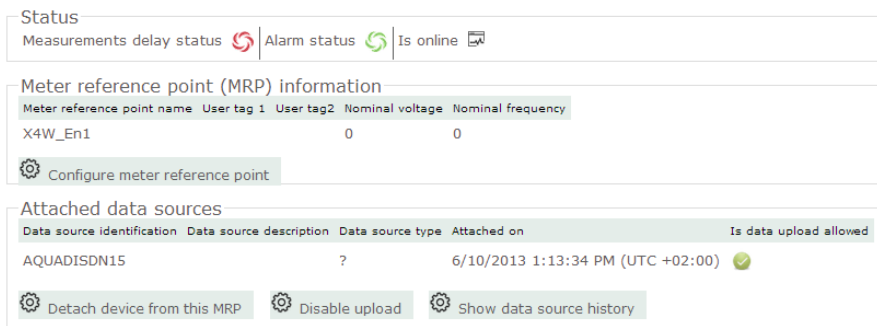 Status
Measurements delay status Alarm status Is online
Meter reference point (MRP) information
Meter reference point name User tag 1 User tag2 Nominal voltage Nominal frequency
X4W_En1 0 0
Configure meter reference point
Attached data sources
Data source identification Data source description Data source type Attached on Is data upload allowed
AQUADISDN15 ? 6/10/2013 1:13:34 PM (UTC +02:00)
Detach device from this MRP Disable upload Show data source history